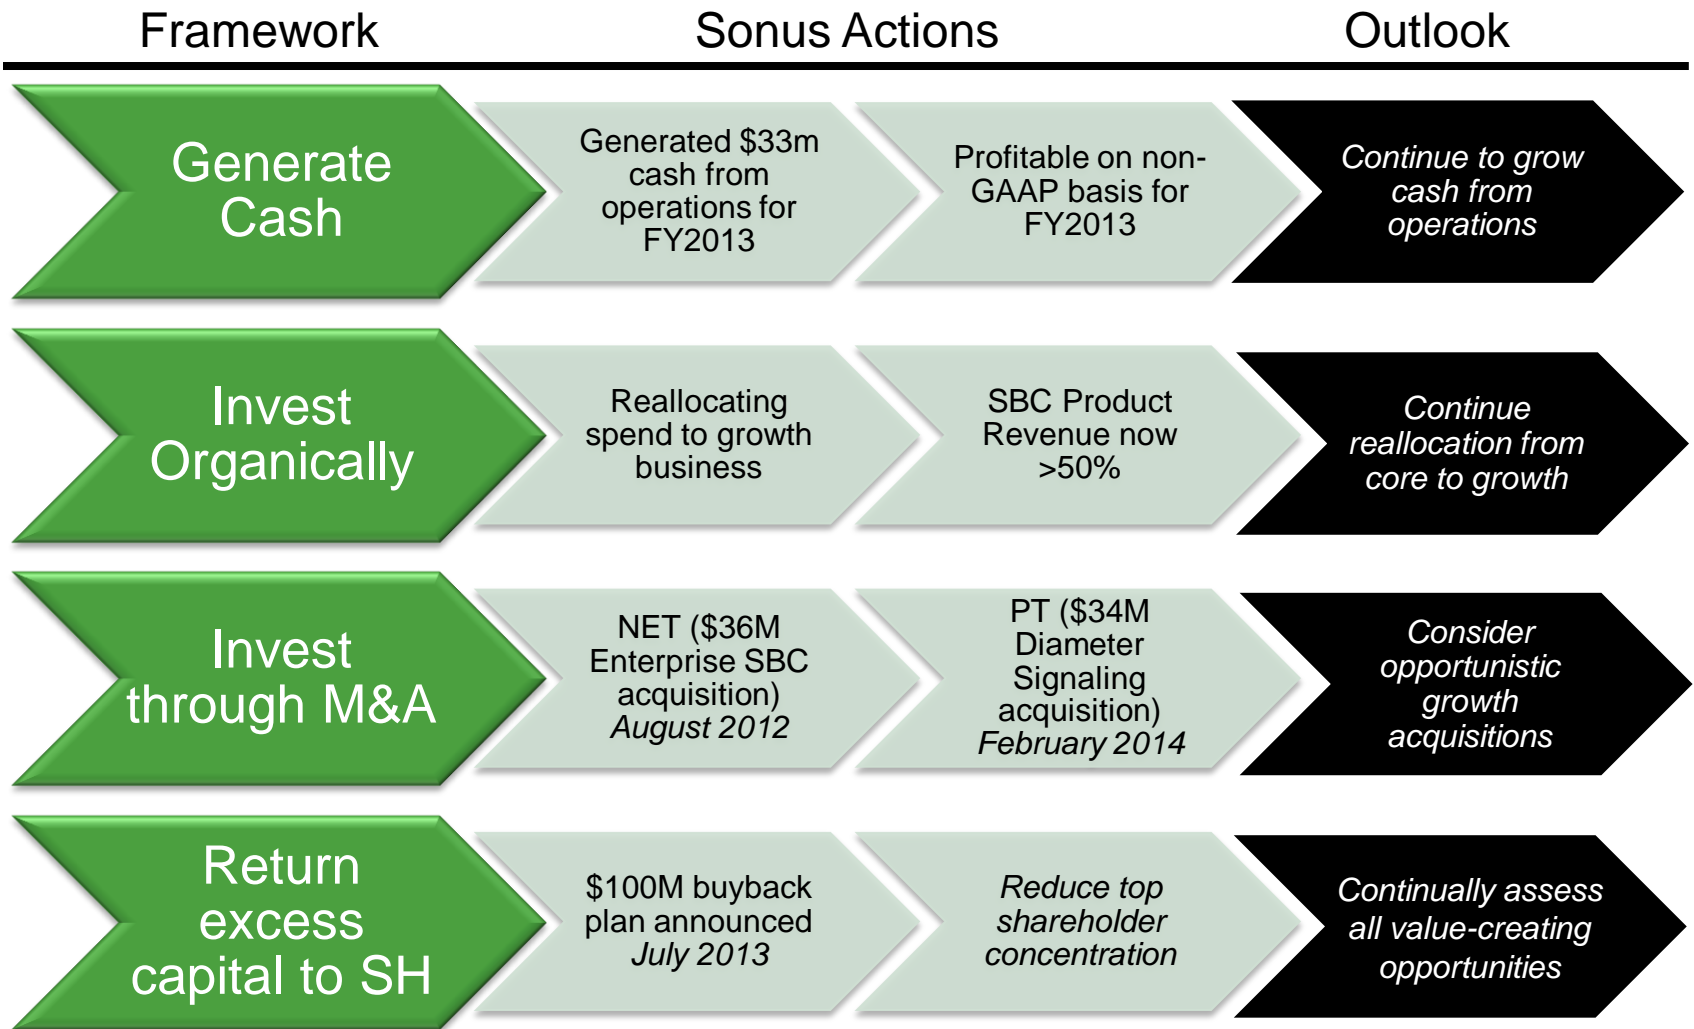 Framework
Sonus Actions
Outlook
Generate
Cash
Generated $33m
cash from
operations for
FY2013
Profitable on non-
GAAP basis for
FY2013
Continue to grow
cash from
operations
Invest
Organically
Reallocating
spend to growth
business
SBC Product
Revenue now
>50%
Continue
reallocation from
core to growth
Invest
through M&A
NET ($36M
Enterprise SBC
acquisition)
August 2012
PT ($34M
Diameter
Signaling
acquisition)
February 2014
Consider
opportunistic
growth
acquisitions
Return
excess
capital to SH
$100M buyback
plan announced
July 2013
Reduce top
shareholder
concentration
Continually assess
all value-creating
opportunities